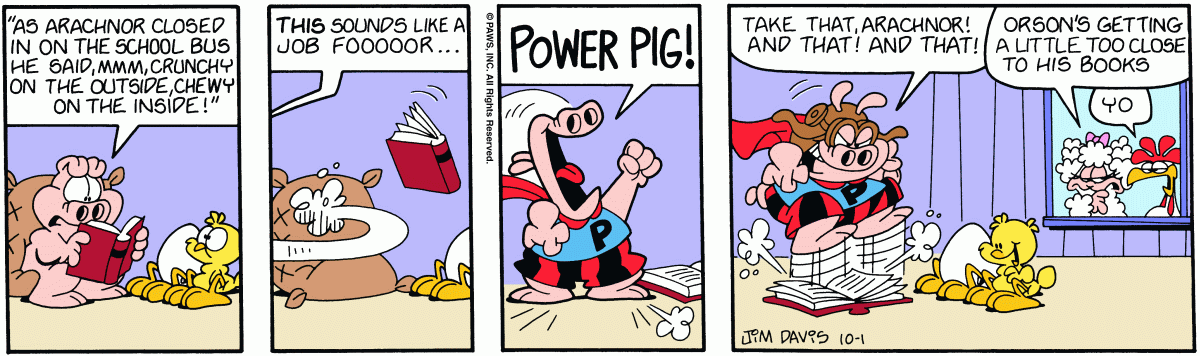 "AS ARACHNOR CLOSED
IN ON THE SCHOOL BUS
HE SAID, MMM, CRUNCHY
ON THE OUTSIDE, CHEWY
ON THE INSIDE!"
THIS SOUNDS LIKE A
JOB FOOOOOR...
© PAWS, INC. All Rights Reserved.
POWER PIG!
P
TAKE THAT, ARACHNOR!
AND THAT! AND THAT!
ORSON'S GETTING
A LITTLE TOO CLOSE
TO HIS BOOKS
YO
P
JIM DAVIS 10-1